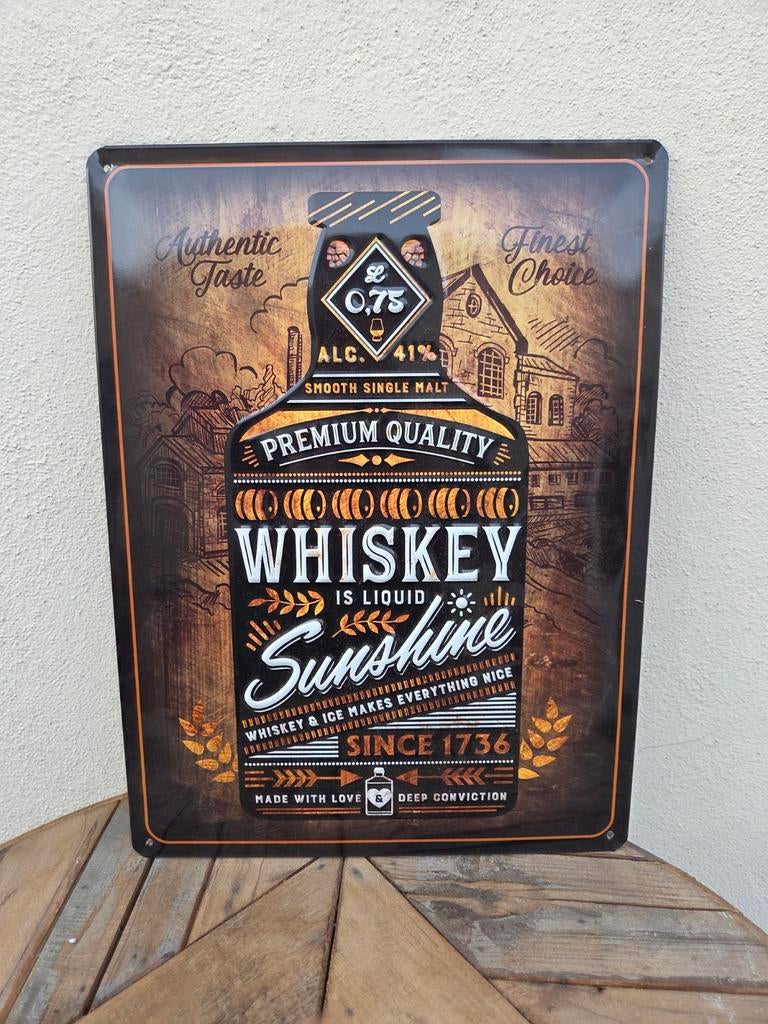 Authentic
Taste
Finest
Choice
L
0,75
ALC. 41%
SMOOTH SINGLE MALT
PREMIUM QUALITY
WHISKEY
IS LIQUID
Sunshine
WHISKEY & ICE MAKES EVERYTHING NICE
SINCE 1736
MADE WITH LOVE & DEEP CONVICTION